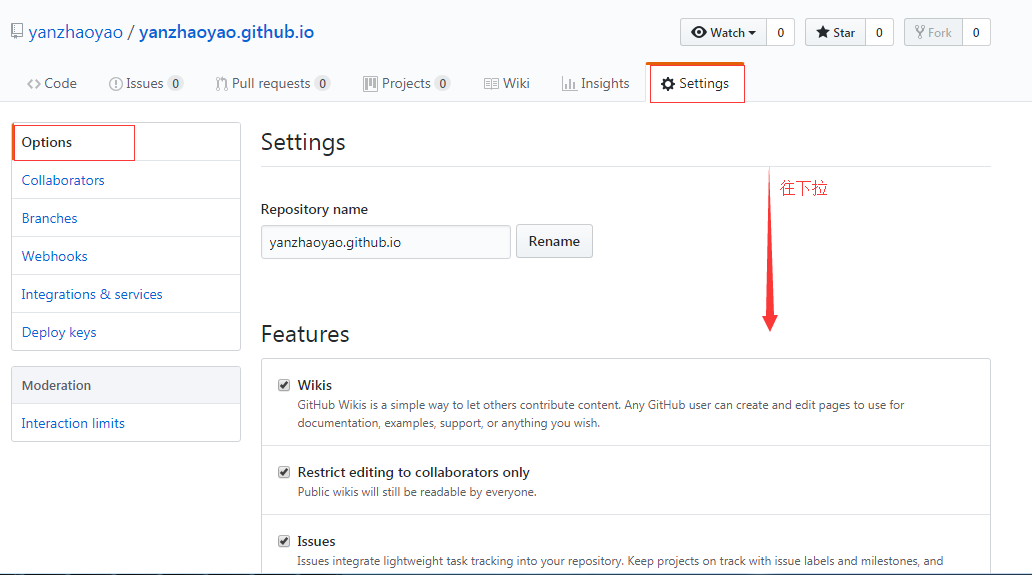 yanzhaoyao / yanzhaoyao.github.io
Watch 0 Star 0 Fork 0
Code Issues 0 Pull requests 0 Projects 0 Wiki Insights Settings
Options
Collaborators
Branches
Webhooks
Integrations & services
Deploy keys
Moderation
Interaction limits
Settings
往下拉
Repository name
yanzhaoyao.github.io Rename
Features
Wikis
GitHub Wikis is a simple way to let others contribute content. Any GitHub user can create and edit pages to use for
documentation, examples, support, or anything you wish.
Restrict editing to collaborators only
Public wikis will still be readable by everyone.
Issues
Issues integrate lightweight task tracking into your repository. Keep projects on track with issue labels and milestones, and